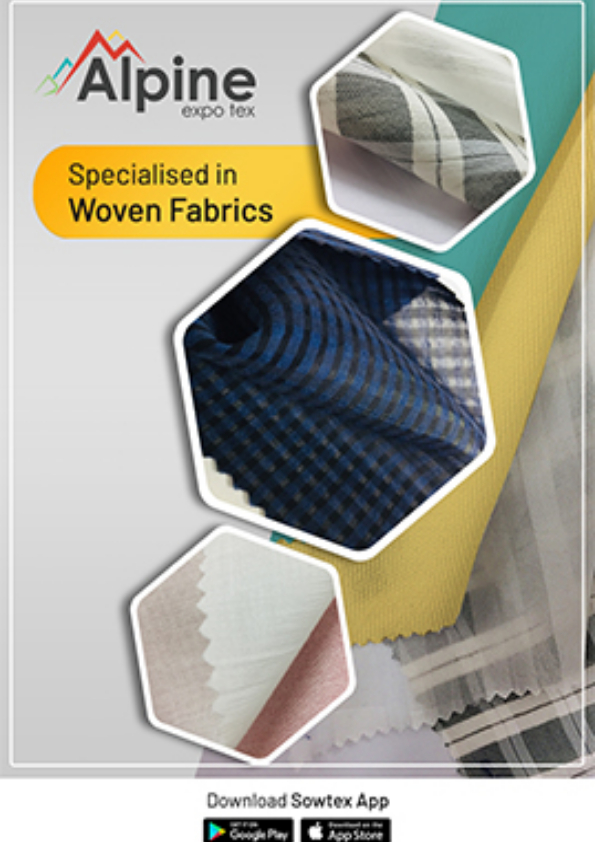 Alpine
expo tex
Specialised in
Woven Fabrics
Download Sowtex App
GET IT ON
Google Play
Download on the
App Store